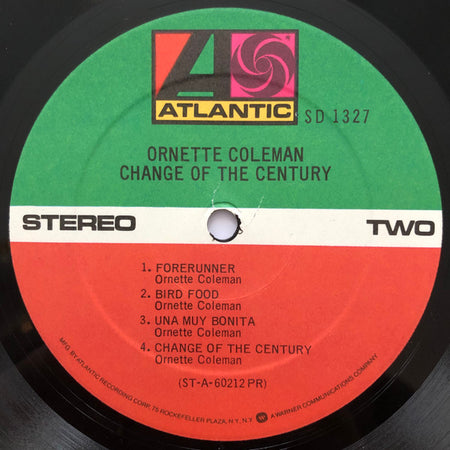 ATLANTIC
SD 1327
ORNETTE COLEMAN
CHANGE OF THE CENTURY
STEREO TWO
1. FORERUNNER
Ornette Coleman
2. BIRD FOOD
Ornette Coleman
3. UNA MUY BONITA
Ornette Coleman
4. CHANGE OF THE CENTURY
Ornette Coleman
(ST-A-60212 PR)
MFG. BY ATLANTIC RECORDING CORP. 75 ROCKEFELLER PLAZA, N.Y., N.Y. A WARNER COMMUNICATIONS COMPANY